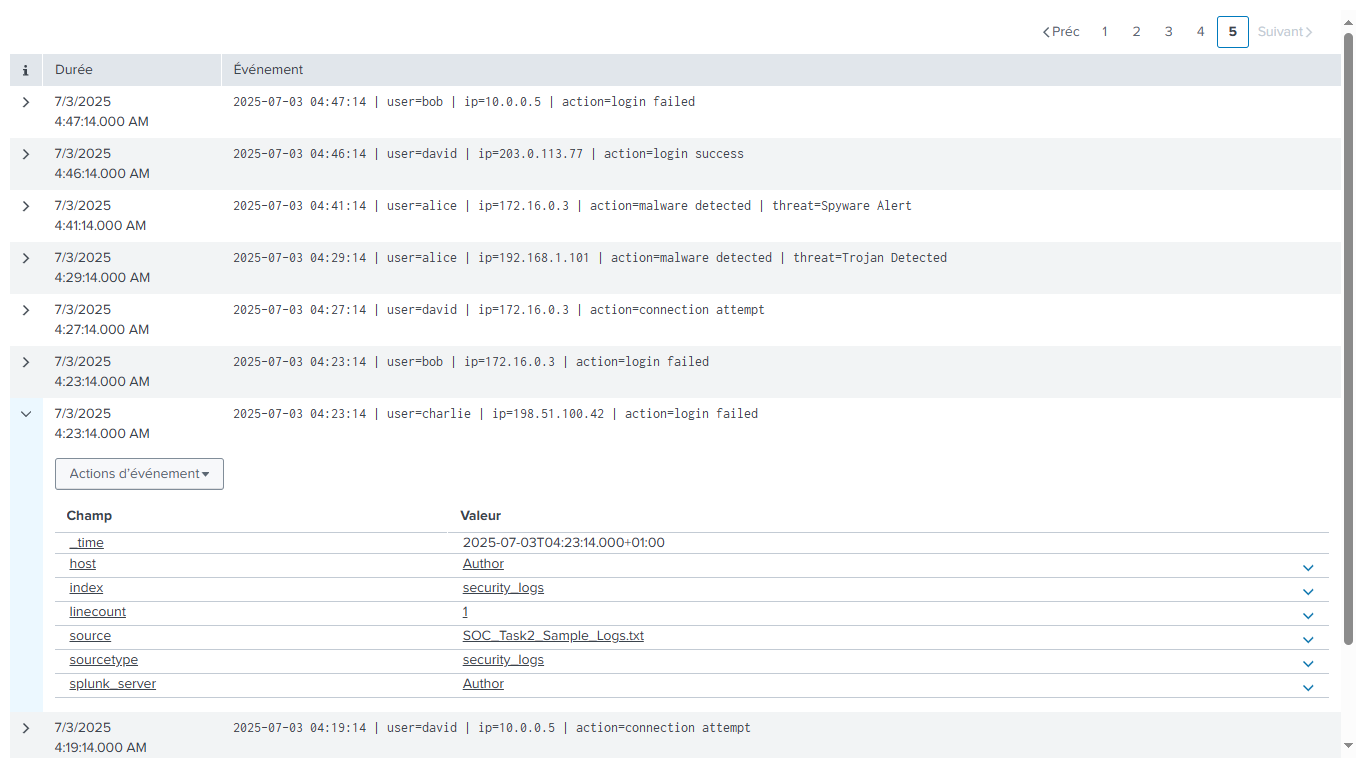 Préc 1 2 3 4 5 Suivant
i Durée Événement
7/3/2025 2025-07-03 04:47:14 | user=bob | ip=10.0.0.5 | action=login failed
4:47:14.000 AM
7/3/2025 2025-07-03 04:46:14 | user=david | ip=203.0.113.77 | action=login success
4:46:14.000 AM
7/3/2025 2025-07-03 04:41:14 | user=alice | ip=172.16.0.3 | action=malware detected | threat=Spyware Alert
4:41:14.000 AM
7/3/2025 2025-07-03 04:29:14 | user=alice | ip=192.168.1.101 | action=malware detected | threat=Trojan Detected
4:29:14.000 AM
7/3/2025 2025-07-03 04:27:14 | user=david | ip=172.16.0.3 | action=connection attempt
4:27:14.000 AM
7/3/2025 2025-07-03 04:23:14 | user=bob | ip=172.16.0.3 | action=login failed
4:23:14.000 AM
7/3/2025 2025-07-03 04:23:14 | user=charlie | ip=198.51.100.42 | action=login failed
4:23:14.000 AM
Actions d'événement
Champ Valeur
_time 2025-07-03T04:23:14.000+01:00
host Author
index security_logs
linecount 1
source SOC_Task2_Sample_Logs.txt
sourcetype security_logs
splunk_server Author
7/3/2025 2025-07-03 04:19:14 | user=david | ip=10.0.0.5 | action=connection attempt
4:19:14.000 AM